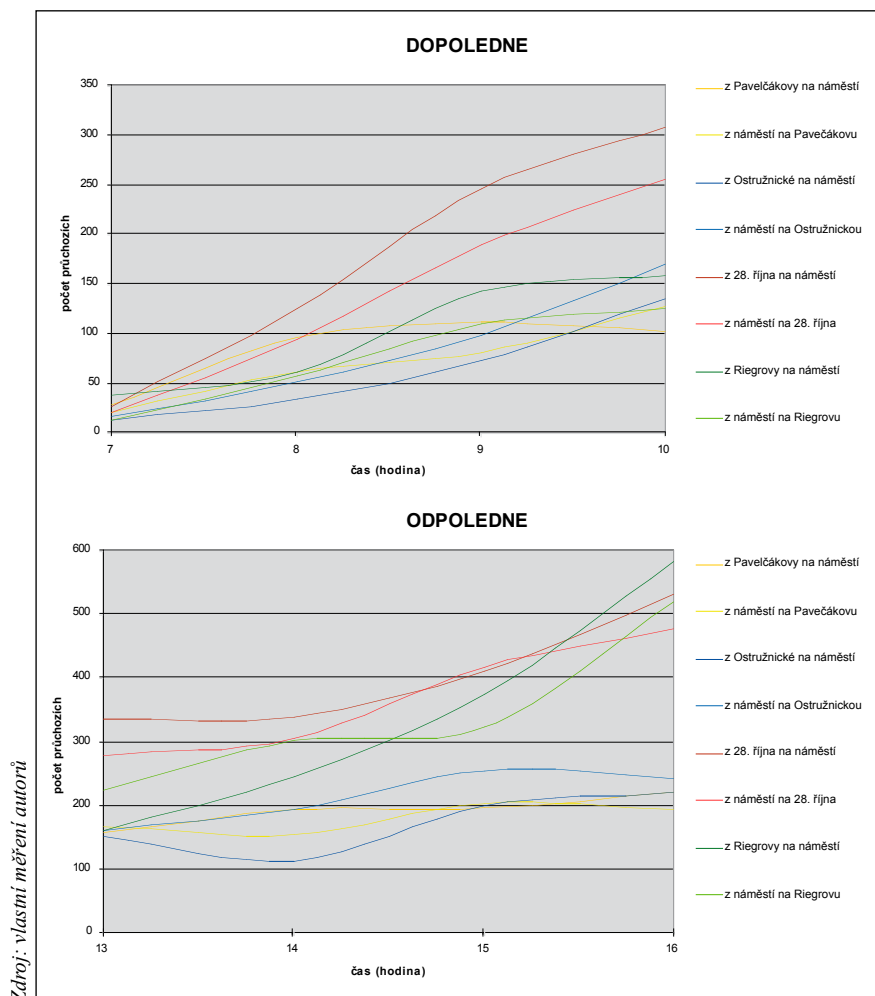 DOPOLEDNE
350
300
250
200
150
100
50
0
počet průchozích
7
8
9
10
čas (hodina)
z Pavelčákovy na náměstí
z náměstí na Pavečákovu
z Ostružnické na náměstí
z náměstí na Ostružnickou
z 28. října na náměstí
z náměstí na 28. října
z Riegrovy na náměstí
z náměstí na Riegrovu
ODPOLEDNE
600
500
400
300
200
100
0
počet průchozích
13
14
15
16
čas (hodina)
z Pavelčákovy na náměstí
z náměstí na Pavečákovu
z Ostružnické na náměstí
z náměstí na Ostružnickou
z 28. října na náměstí
z náměstí na 28. října
z Riegrovy na náměstí
z náměstí na Riegrovu
Zdroj: vlastní měření autorů